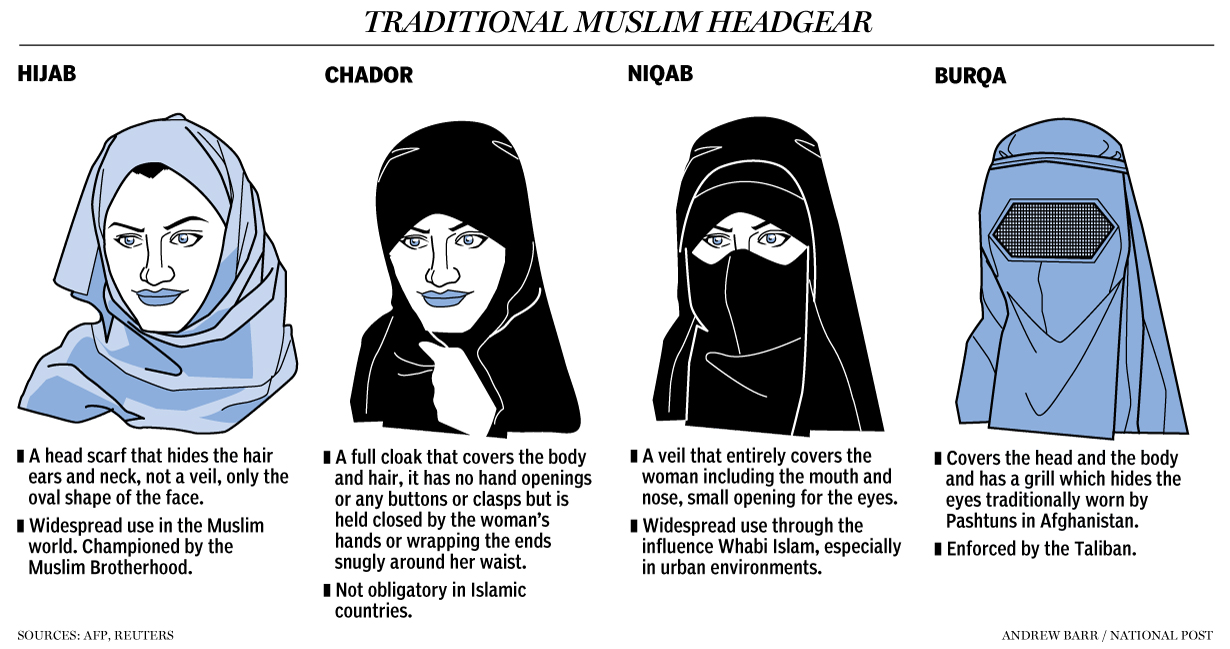 TRADITIONAL MUSLIM HEADGEAR
HIJAB
▮ A head scarf that hides the hair
ears and neck, not a veil, only the
oval shape of the face.
▮ Widespread use in the Muslim
world. Championed by the
Muslim Brotherhood.
CHADOR
▮ A full cloak that covers the body
and hair, it has no hand openings
or any buttons or clasps but is
held closed by the woman's
hands or wrapping the ends
snugly around her waist.
▮ Not obligatory in Islamic
countries.
NIQAB
▮ A veil that entirely covers the
woman including the mouth and
nose, small opening for the eyes.
▮ Widespread use through the
influence Whabi Islam, especially
in urban environments.
BURQA
▮ Covers the head and the body
and has a grill which hides the
eyes traditionally worn by
Pashtuns in Afghanistan.
▮ Enforced by the Taliban.
SOURCES: AFP, REUTERS
ANDREW BARR / NATIONAL POST